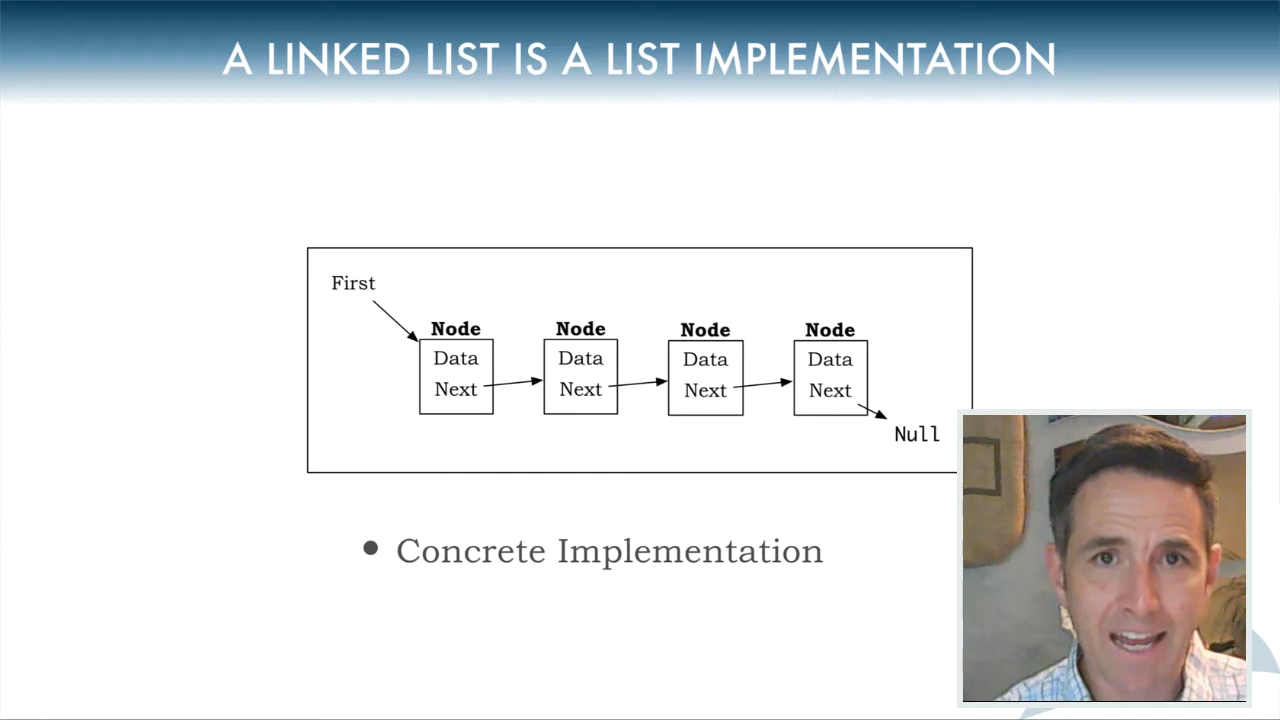 A LINKED LIST IS A LIST IMPLEMENTATION
First
Node Node Node Node
Data Data Data Data
Next Next Next Next
Null
• Concrete Implementation